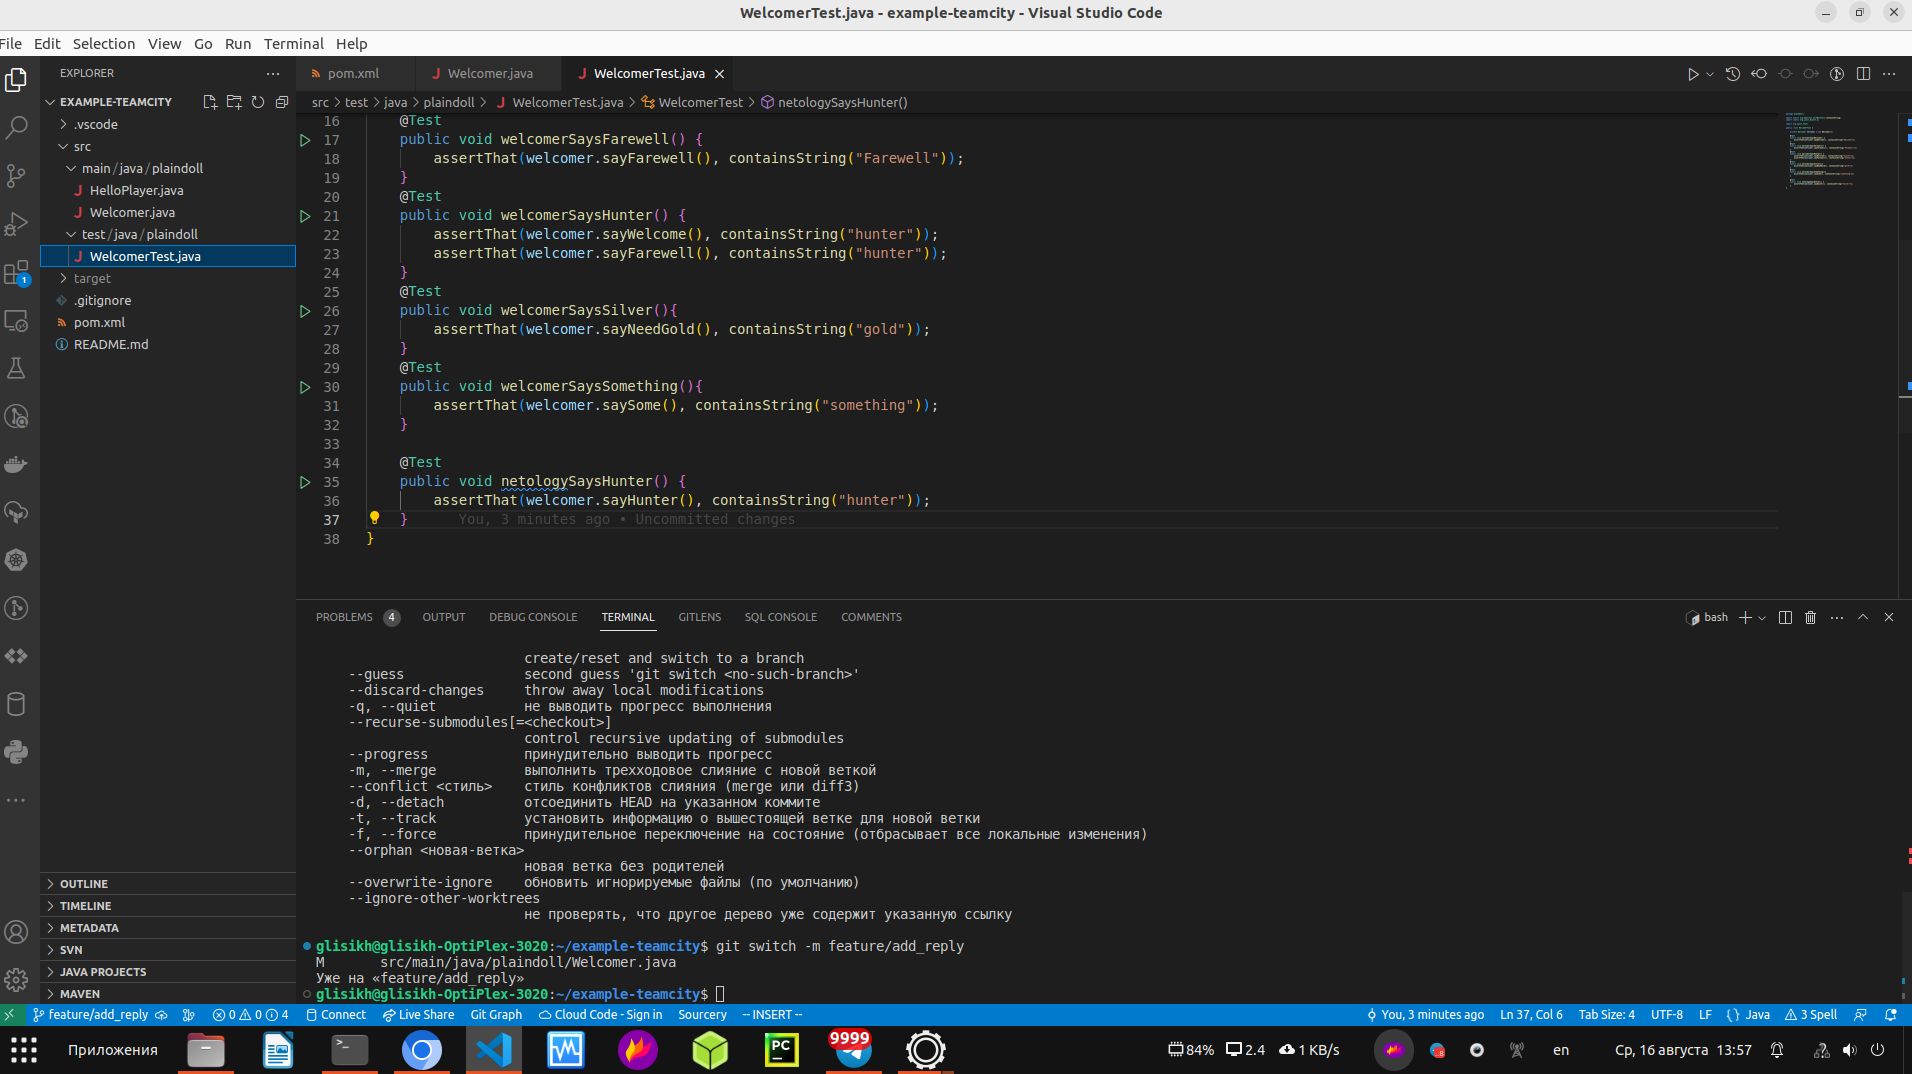 WelcomerTest.java - example-teamcity - Visual Studio Code
File Edit Selection View Go Run Terminal Help
EXPLORER
pom.xml
Welcomer.java
WelcomerTest.java
EXAMPLE-TEAMCITY
src > test > java > plaindoll > WelcomerTest.java > WelcomerTest > netologySaysHunter()
.vscode
src
main/java/plaindoll
HelloPlayer.java
Welcomer.java
test/java/plaindoll
WelcomerTest.java
target
.gitignore
pom.xml
README.md
1
16 @Test
17 public void welcomerSaysFarewell() {
18 assertThat(welcomer.sayFarewell(), containsString("Farewell"));
19 }
20 @Test
21 public void welcomerSaysHunter() {
22 assertThat(welcomer.sayWelcome(), containsString("hunter"));
23 assertThat(welcomer.sayFarewell(), containsString("hunter"));
24 }
25 @Test
26 public void welcomerSaysSilver(){
27 assertThat(welcomer.sayNeedGold(), containsString("gold"));
28 }
29 @Test
30 public void welcomerSaysSomething(){
31 assertThat(welcomer.saySome(), containsString("something"));
32 }
33
34 @Test
35 public void netologySaysHunter() {
36 assertThat(welcomer.sayHunter(), containsString("hunter"));
37 } You, 3 minutes ago • Uncommitted changes
38 }
PROBLEMS 4 OUTPUT DEBUG CONSOLE TERMINAL GITLENS SQL CONSOLE COMMENTS
bash
create/reset and switch to a branch
--guess second guess 'git switch <no-such-branch>'
--discard-changes throw away local modifications
-q, --quiet не выводить прогресс выполнения
--recurse-submodules[=<checkout>]
control recursive updating of submodules
--progress принудительно выводить прогресс
-m, --merge выполнить трехходовое слияние с новой веткой
--conflict <стиль> стиль конфликтов слияния (merge или diff3)
-d, --detach отсоединить HEAD на указанном коммите
-t, --track установить информацию о вышестоящей ветке для новой ветки
-f, --force принудительное переключение на состояние (отбрасывает все локальные изменения)
--orphan <новая-ветка>
новая ветка без родителей
--overwrite-ignore обновить игнорируемые файлы (по умолчанию)
--ignore-other-worktrees
не проверять, что другое дерево уже содержит указанную ссылку
glisikh@glisikh-OptiPlex-3020:~/example-teamcity$ git switch -m feature/add_reply
M src/main/java/plaindoll/Welcomer.java
Уже на «feature/add_reply»
glisikh@glisikh-OptiPlex-3020:~/example-teamcity$
OUTLINE
TIMELINE
METADATA
SVN
JAVA PROJECTS
MAVEN
feature/add_reply 0 0 4 Connect Live Share Git Graph Cloud Code - Sign in Sourcery -- INSERT -- You, 3 minutes ago Ln 37, Col 6 Tab Size: 4 UTF-8 LF {} Java 3 Spell
Приложения
PC
9999
84% 2.4 1 KB/s
en
Ср, 16 августа 13:57